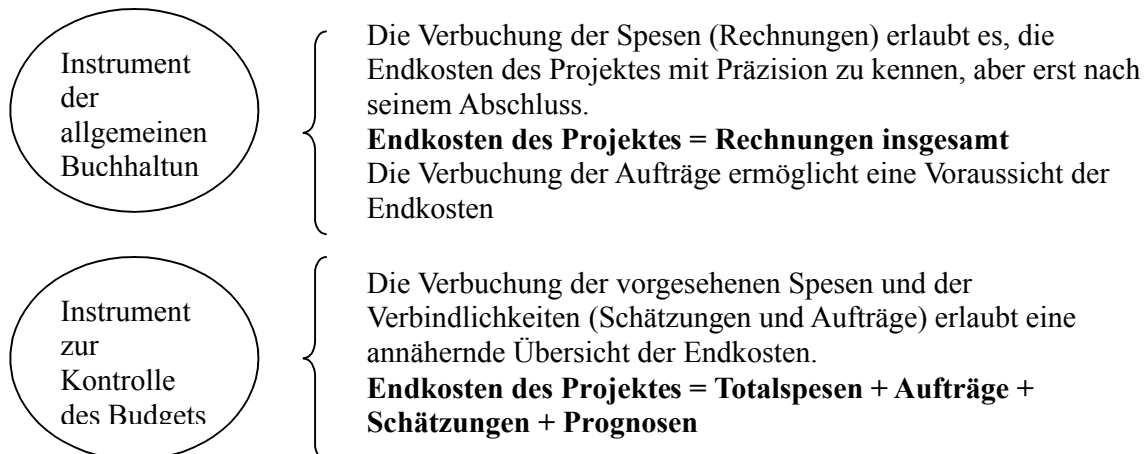 Instrument
der
allgemeinen
Buchhaltun
Die Verbuchung der Spesen (Rechnungen) erlaubt es, die
Endkosten des Projektes mit Präzision zu kennen, aber erst nach
seinem Abschluss.
Endkosten des Projektes = Rechnungen insgesamt
Die Verbuchung der Aufträge ermöglicht eine Voraussicht der
Endkosten
Instrument
zur
Kontrolle
des Budgets
Die Verbuchung der vorgesehenen Spesen und der
Verbindlichkeiten (Schätzungen und Aufträge) erlaubt eine
annähernde Übersicht der Endkosten.
Endkosten des Projektes = Totalspesen + Aufträge +
Schätzungen + Prognosen